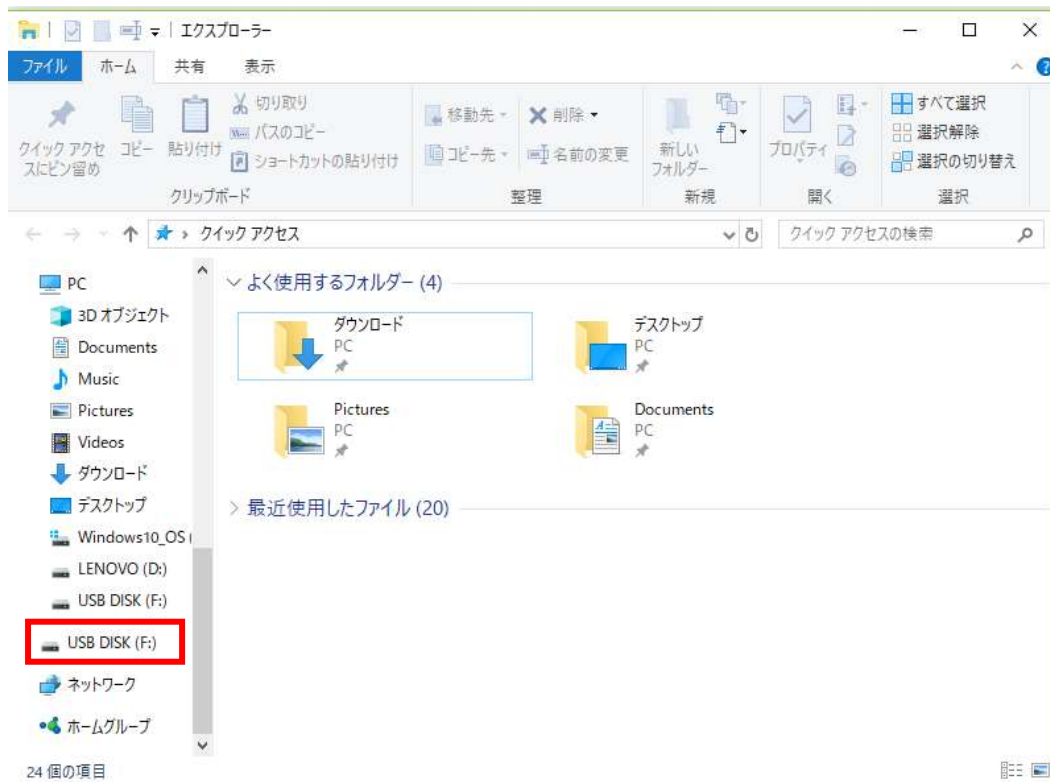 エクスプローラー
ファイル ホーム 共有 表示
クイック アクセ
スにピン留め
コピー
貼り付け
切り取り
パスのコピー
ショートカットの貼り付け
クリップボード
移動先
コピー先
削除
名前の変更
整理
新しい
フォルダー
新規
プロパティ
開く
すべて選択
選択解除
選択の切り替え
選択
クイック アクセス
クイック アクセスの検索
PC
3D オブジェクト
Documents
Music
Pictures
Videos
ダウンロード
デスクトップ
Windows10_OS (
LENOVO (D:)
USB DISK (F:)
USB DISK (F:)
ネットワーク
ホームグループ
よく使用するフォルダー (4)
ダウンロード
PC
デスクトップ
PC
Pictures
PC
Documents
PC
最近使用したファイル (20)
24 個の項目